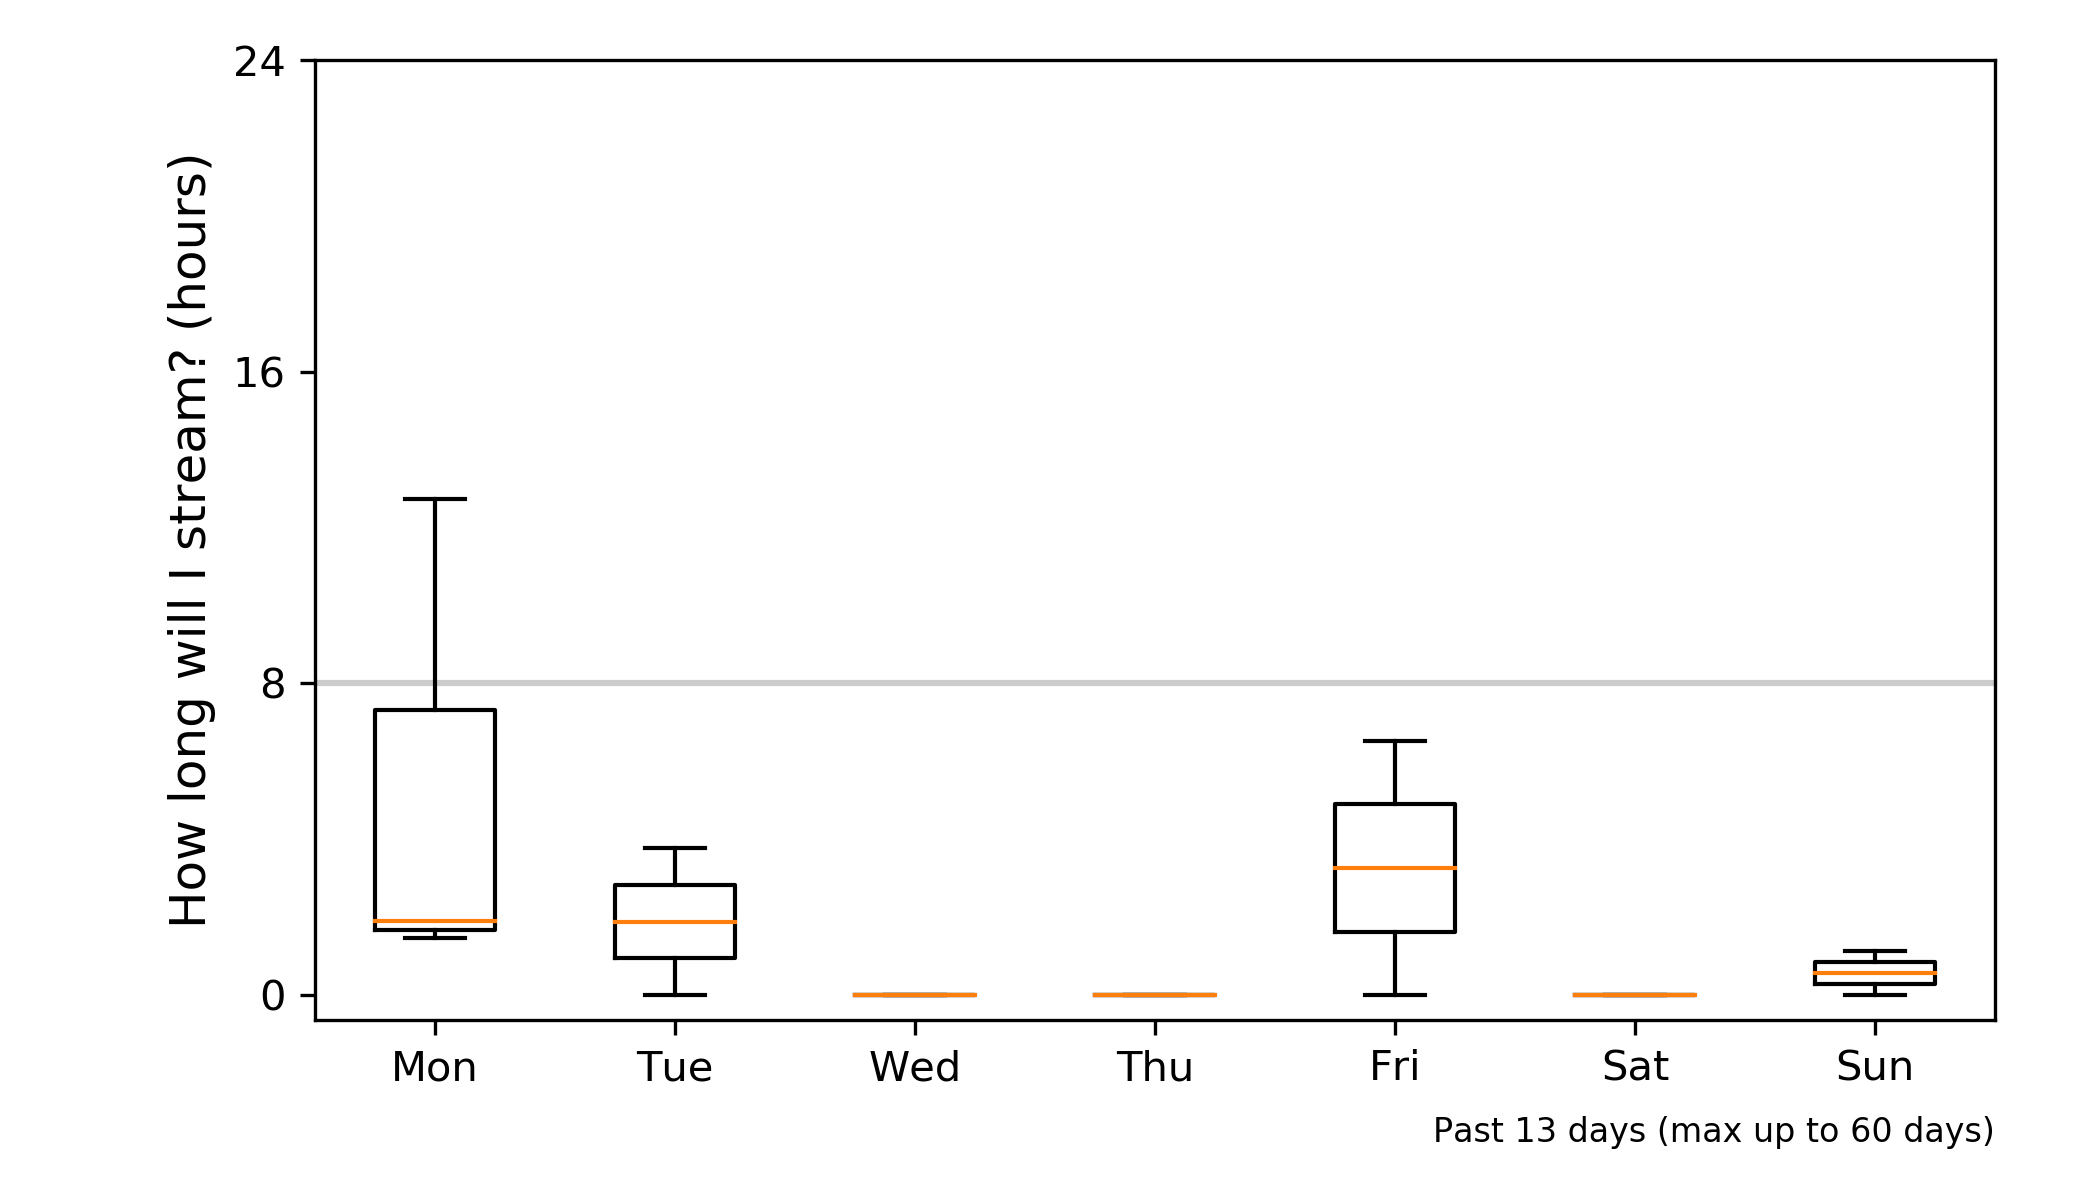 How long will I stream? (hours)
24
16
8
0
Mon Tue Wed Thu Fri Sat Sun
Past 13 days (max up to 60 days)